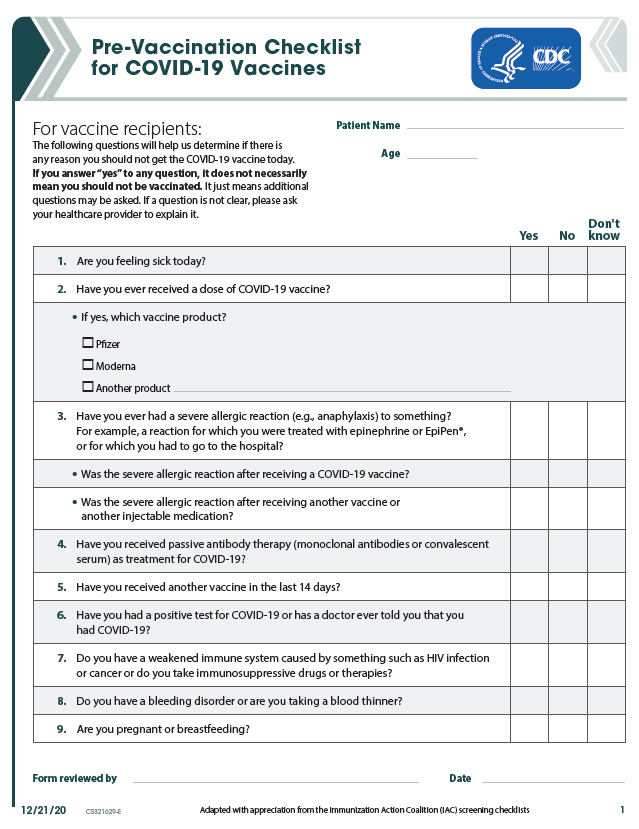 Pre-Vaccination Checklist
for COVID-19 Vaccines
CDC
For vaccine recipients:
The following questions will help us determine if there is
any reason you should not get the COVID-19 vaccine today.
If you answer “yes” to any question, it does not necessarily
mean you should not be vaccinated. It just means additional
questions may be asked. If a question is not clear, please ask
your healthcare provider to explain it.
Patient Name
Age
Yes No Don't know
1. Are you feeling sick today?
2. Have you ever received a dose of COVID-19 vaccine?
• If yes, which vaccine product?
Pfizer
Moderna
Another product
3. Have you ever had a severe allergic reaction (e.g., anaphylaxis) to something?
For example, a reaction for which you were treated with epinephrine or EpiPen®,
or for which you had to go to the hospital?
• Was the severe allergic reaction after receiving a COVID-19 vaccine?
• Was the severe allergic reaction after receiving another vaccine or
another injectable medication?
4. Have you received passive antibody therapy (monoclonal antibodies or convalescent
serum) as treatment for COVID-19?
5. Have you received another vaccine in the last 14 days?
6. Have you had a positive test for COVID-19 or has a doctor ever told you that you
had COVID-19?
7. Do you have a weakened immune system caused by something such as HIV infection
or cancer or do you take immunosuppressive drugs or therapies?
8. Do you have a bleeding disorder or are you taking a blood thinner?
9. Are you pregnant or breastfeeding?
Form reviewed by
Date
12/21/20 CS321629-E Adapted with appreciation from the Immunization Action Coalition (IAC) screening checklists 1